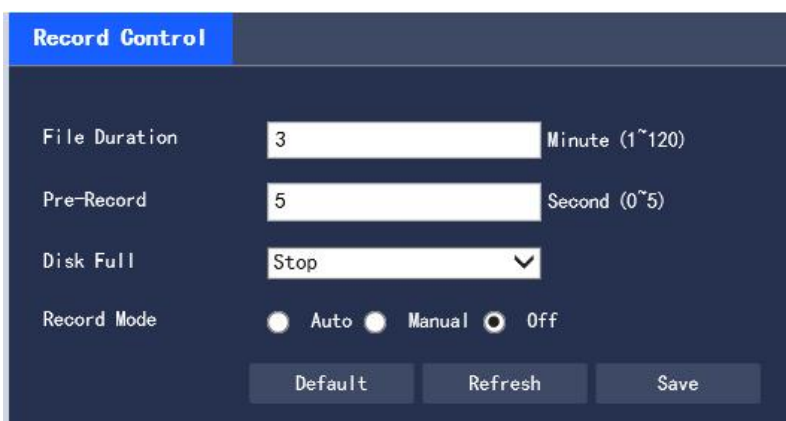 Record Control
File Duration 3 Minute (1~120)
Pre-Record 5 Second (0~5)
Disk Full Stop
Record Mode Auto Manual Off
Default Refresh Save